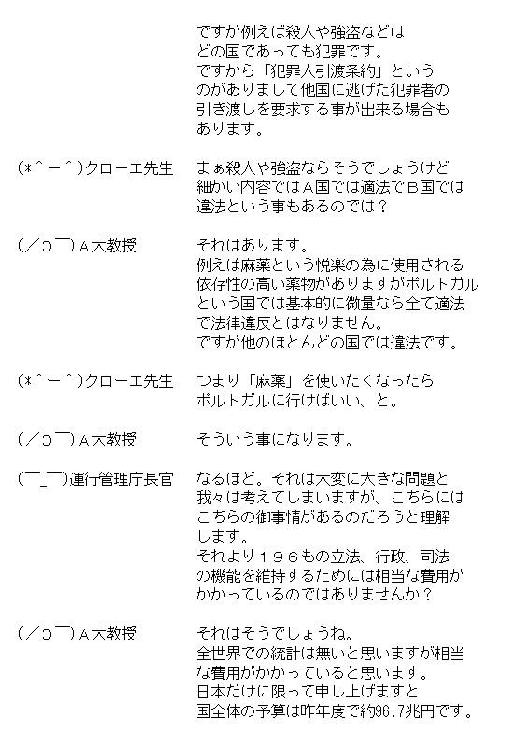 ですが例えば殺人や強盗などは
どの国であっても犯罪です。
ですから「犯罪人引渡条約」という
のがありまして他国に逃げた犯罪者の
引き渡しを要求する事が出来る場合も
あります。
(*＾－＾)クローエ先生 まぁ殺人や強盗ならそうでしょうけど
細かい内容ではＡ国では適法でＢ国では
違法という事もあるのでは？
(／○￣)Ａ大教授 それはあります。
例えば麻薬という悦楽の為に使用される
依存性の高い薬物がありますがポルトガル
という国では基本的に微量なら全て適法
で法律違反とはなりません。
ですが他のほとんどの国では違法です。
(*＾－＾)クローエ先生 つまり「麻薬」を使いたくなったら
ポルトガルに行けばいい、と。
(／○￣)Ａ大教授 そういう事になります。
(￣_￣)運行管理庁長官 なるほど。それは大変に大きな問題と
我々は考えてしまいますが、こちらには
こちらの御事情があるのだろうと理解
します。
それより１９６もの立法、行政、司法
の機能を維持するためには相当な費用が
かかっているのではありませんか？
(／○￣)Ａ大教授 それはそうでしょうね。
全世界での統計は無いと思いますが相当
な費用がかかっていると思います。
日本だけに限って申し上げますと
国全体の予算は昨年度で約96.7兆円です。